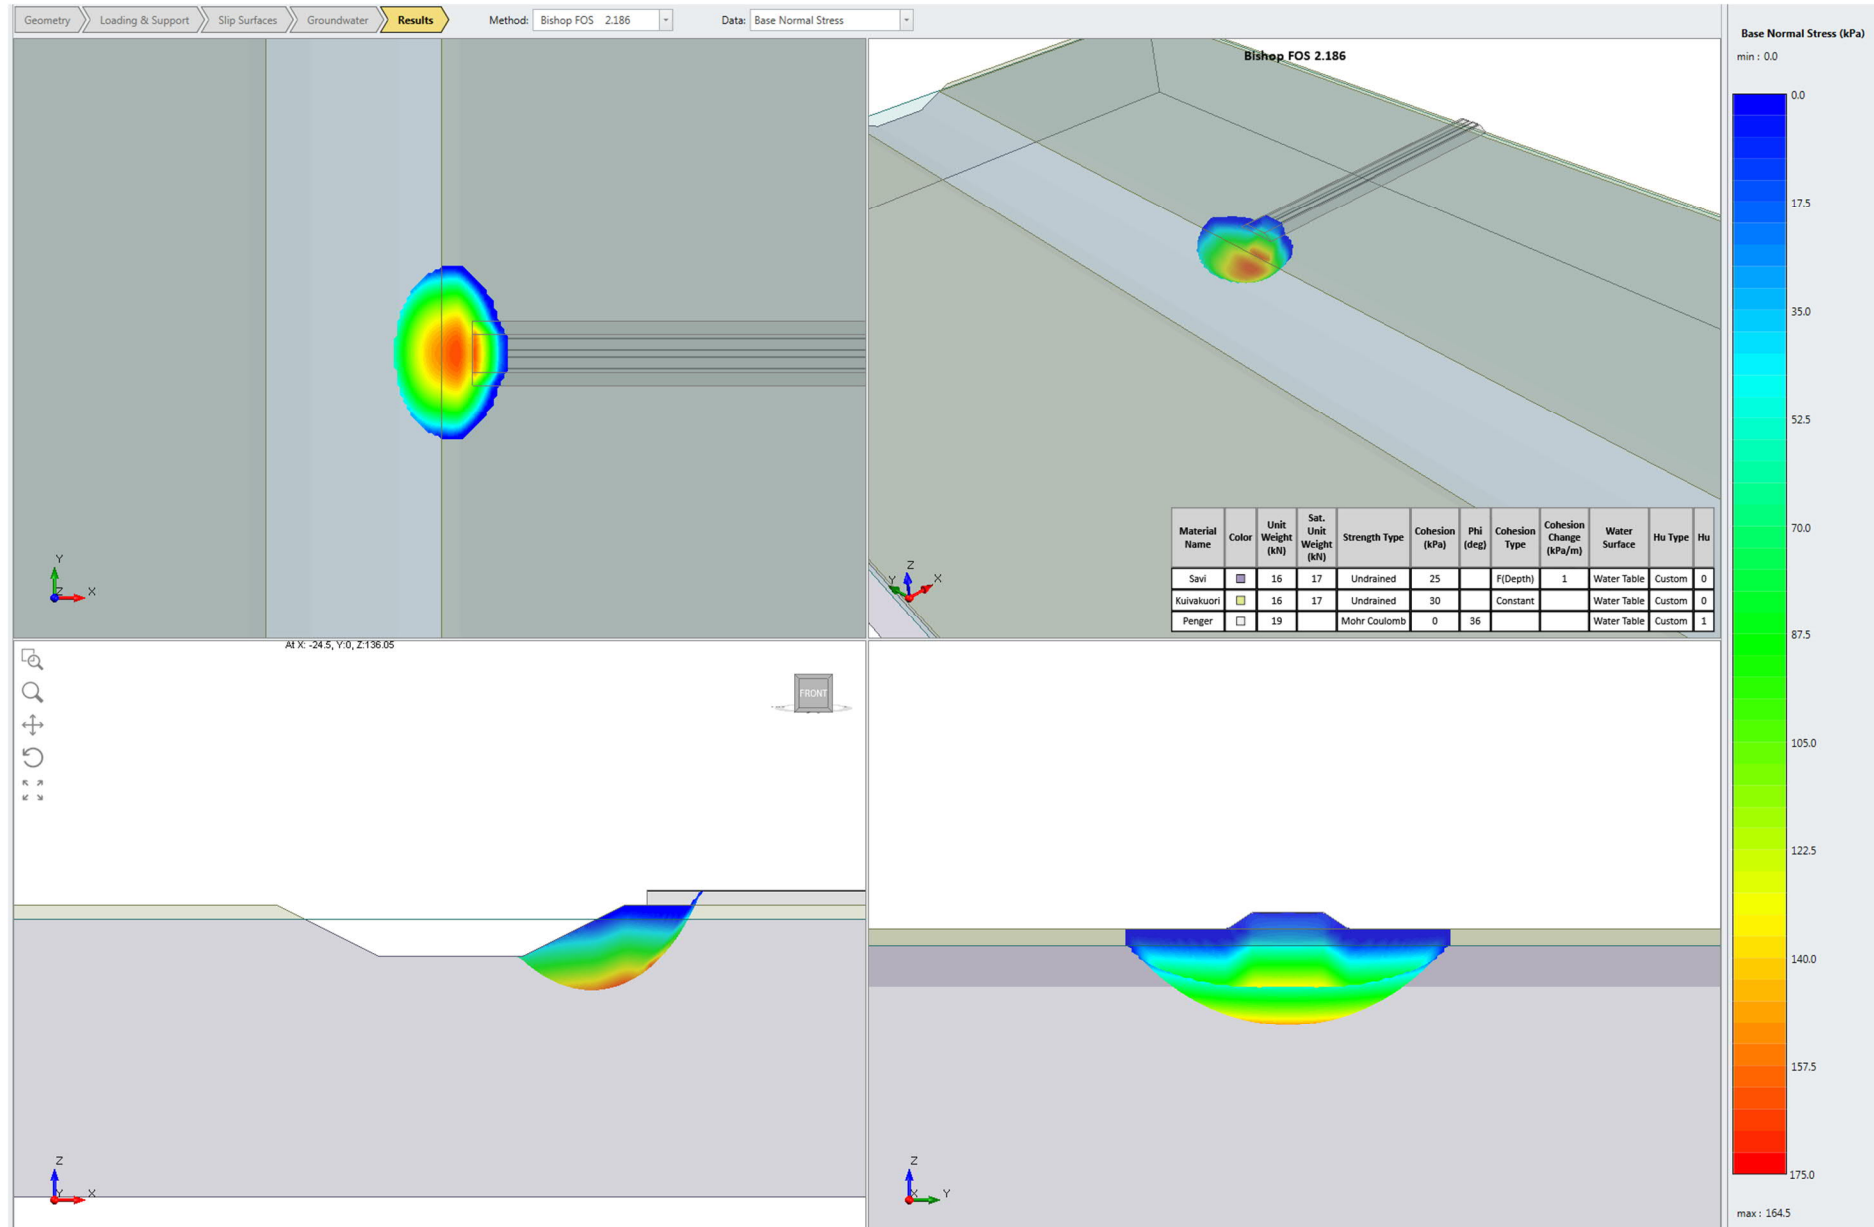 Geometry Loading & Support Slip Surfaces Groundwater Results Method: Bishop FOS 2.186 Data: Base Normal Stress
Base Normal Stress (kPa)
min : 0.0
0.0
17.5
35.0
52.5
70.0
87.5
105.0
122.5
140.0
157.5
175.0
max : 164.5
Y
Z X
Bishop FOS 2.186
Z
Y X
Material Name Color Unit Weight (kN) Sat. Unit Weight (kN) Strength Type Cohesion (kPa) Phi (deg) Cohesion Type Cohesion Change (kPa/m) Water Surface Hu Type Hu
Savi 16 17 Undrained 25 F(Depth) 1 Water Table Custom 0
Kuivakuori 16 17 Undrained 30 Constant Water Table Custom 0
Penger 19 Mohr Coulomb 0 36 Water Table Custom 1
At X: -24.5, Y:0, Z:136.05
FRONT
Z
Y X
Z
X Y